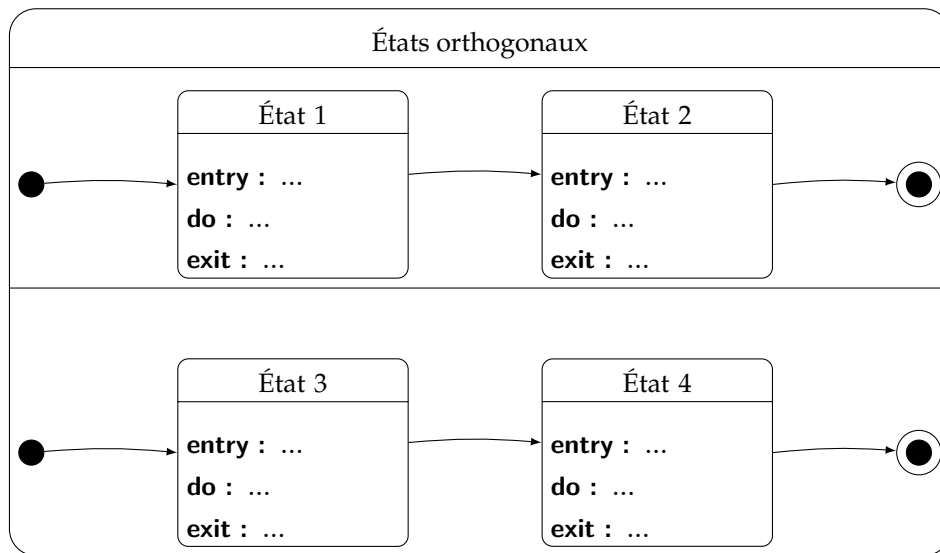 États orthogonaux
État 1
entry : ...
do : ...
exit : ...
État 2
entry : ...
do : ...
exit : ...
État 3
entry : ...
do : ...
exit : ...
État 4
entry : ...
do : ...
exit : ...